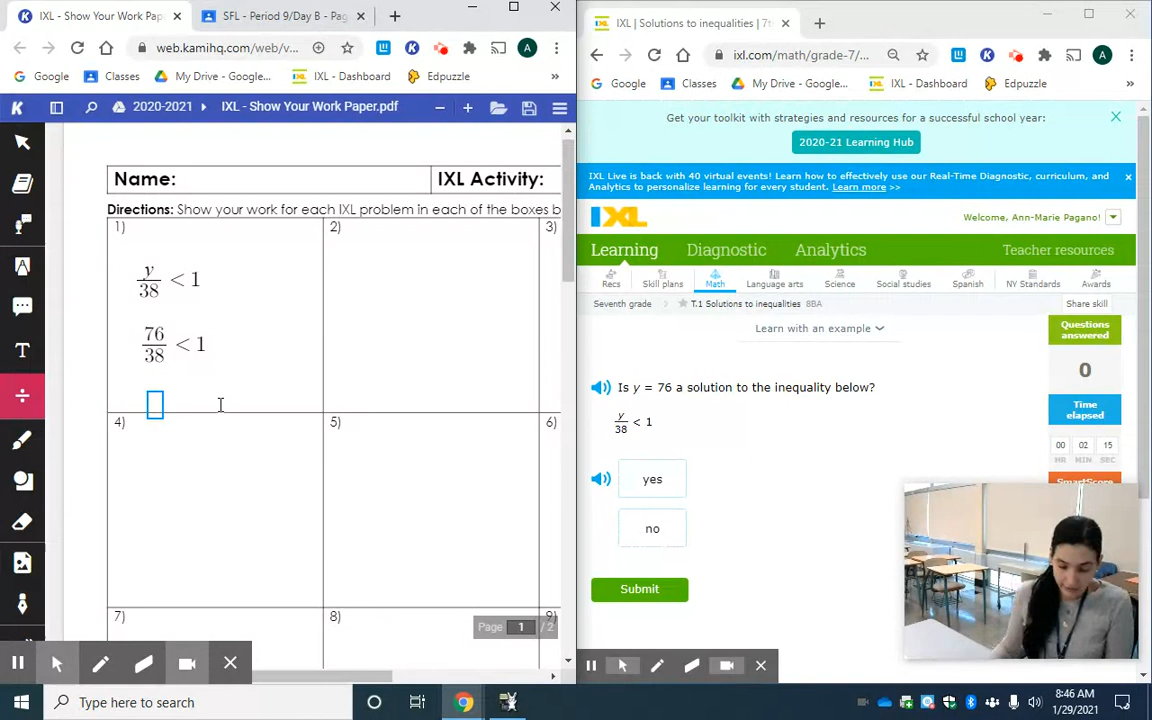 IXL - Show Your Work Pap
SFL - Period 9/Day B - Pag
web.kamihq.com/web/v...
A
Google
Classes
My Drive - Google...
IXL - Dashboard
Edpuzzle
»
K
2020-2021
IXL - Show Your Work Paper.pdf
Name:
IXL Activity:
Directions: Show your work for each IXL problem in each of the boxes b
1)
2)
3)
y/38 < 1
76/38 < 1
4)
5)
6)
7)
8)
9)
Page 1 / 2
IXL | Solutions to inequalities | 7th
ixl.com/math/grade-7/...
A
Google
Classes
My Drive - Google...
IXL - Dashboard
Edpuzzle
»
Get your toolkit with strategies and resources for a successful school year:
2020-21 Learning Hub
IXL Live is back with 40 virtual events! Learn how to effectively use our Real-Time Diagnostic, curriculum, and
Analytics to personalize learning for every student. Learn more >>
IXL
Welcome, Ann-Marie Pagano!
Learning
Diagnostic
Analytics
Teacher resources
Recs
Skill plans
Math
Language arts
Science
Social studies
Spanish
NY Standards
Awards
Seventh grade
T.1 Solutions to inequalities
8BA
Share skill
Learn with an example
Questions
answered
0
Time
elapsed
00 02 15
HR MIN SEC
SmartScore
Is y = 76 a solution to the inequality below?
y/38 < 1
yes
no
Submit
Type here to search
8:46 AM
1/29/2021